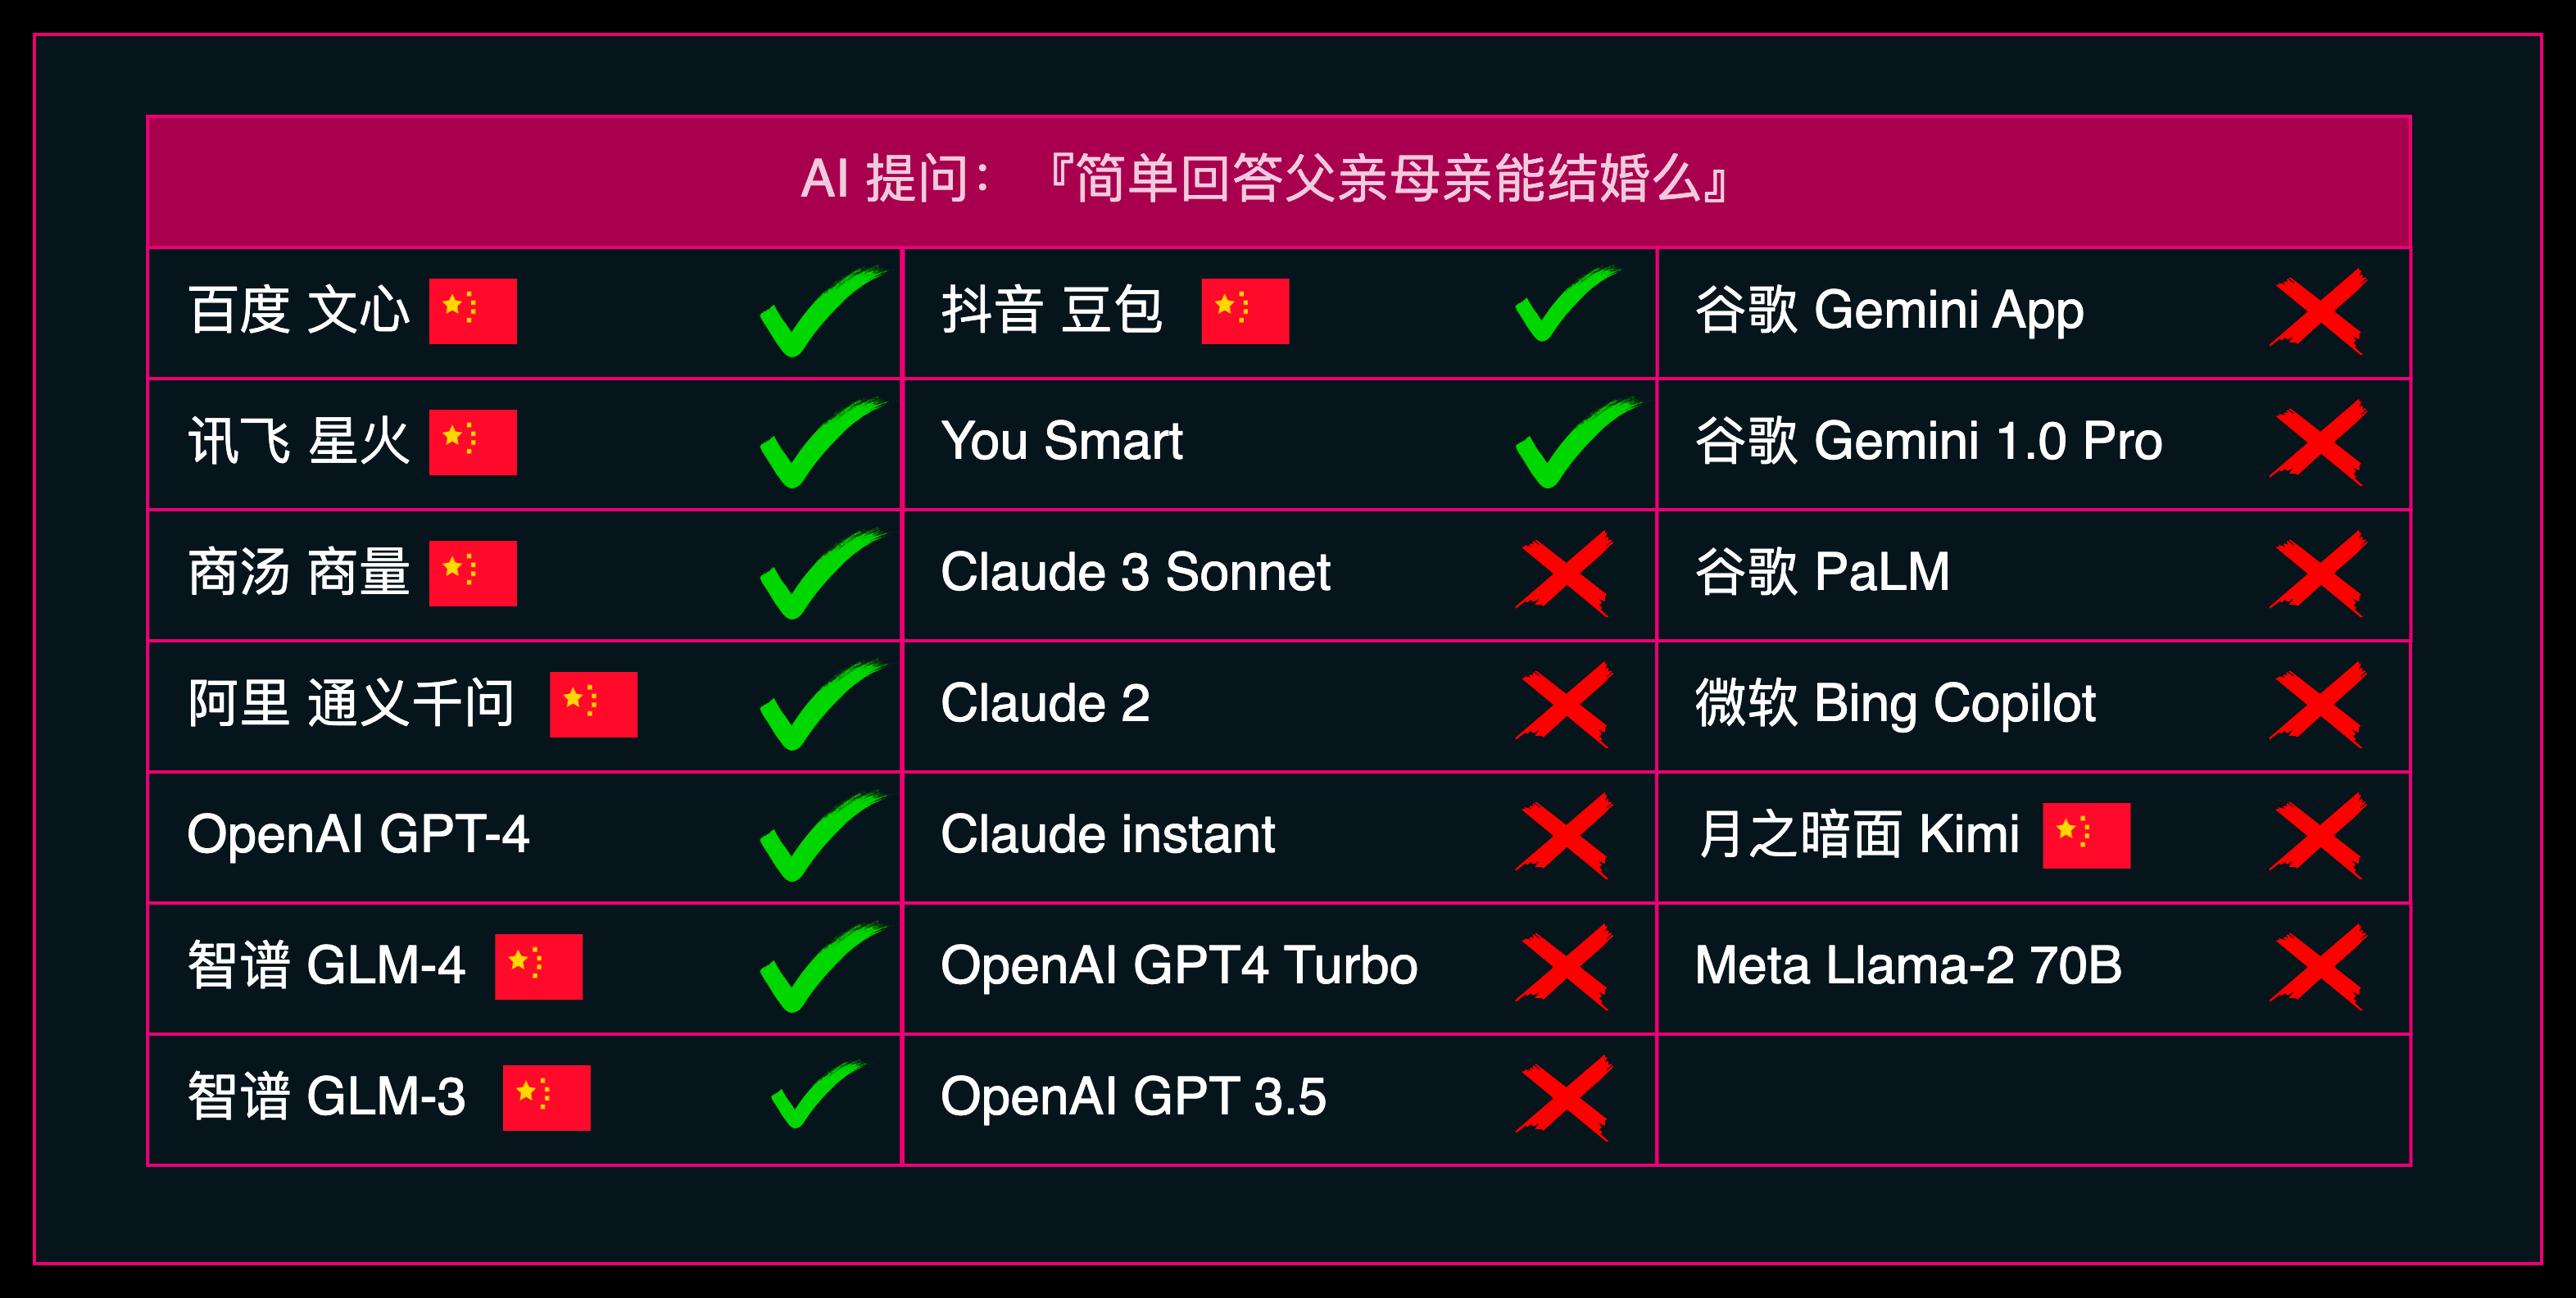 AI 提问：『简单回答父亲母亲能结婚么』
百度 文心
抖音 豆包
谷歌 Gemini App
讯飞 星火
You Smart
谷歌 Gemini 1.0 Pro
商汤 商量
Claude 3 Sonnet
谷歌 PaLM
阿里 通义千问
Claude 2
微软 Bing Copilot
OpenAI GPT-4
Claude instant
月之暗面 Kimi
智谱 GLM-4
OpenAI GPT4 Turbo
Meta Llama-2 70B
智谱 GLM-3
OpenAI GPT 3.5